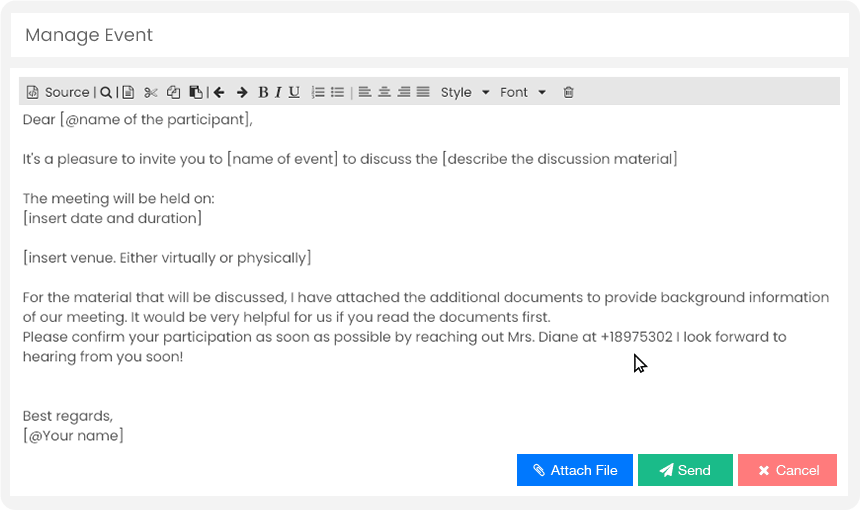 Manage Event
Source B I U Style Font
Dear [@name of the participant],
It's a pleasure to invite you to [name of event] to discuss the [describe the discussion material]
The meeting will be held on:
[insert date and duration]
[insert venue. Either virtually or physically]
For the material that will be discussed, I have attached the additional documents to provide background information
of our meeting. It would be very helpful for us if you read the documents first.
Please confirm your participation as soon as possible by reaching out Mrs. Diane at +18975302 I look forward to
hearing from you soon!
Best regards,
[@Your name]
Attach File Send Cancel